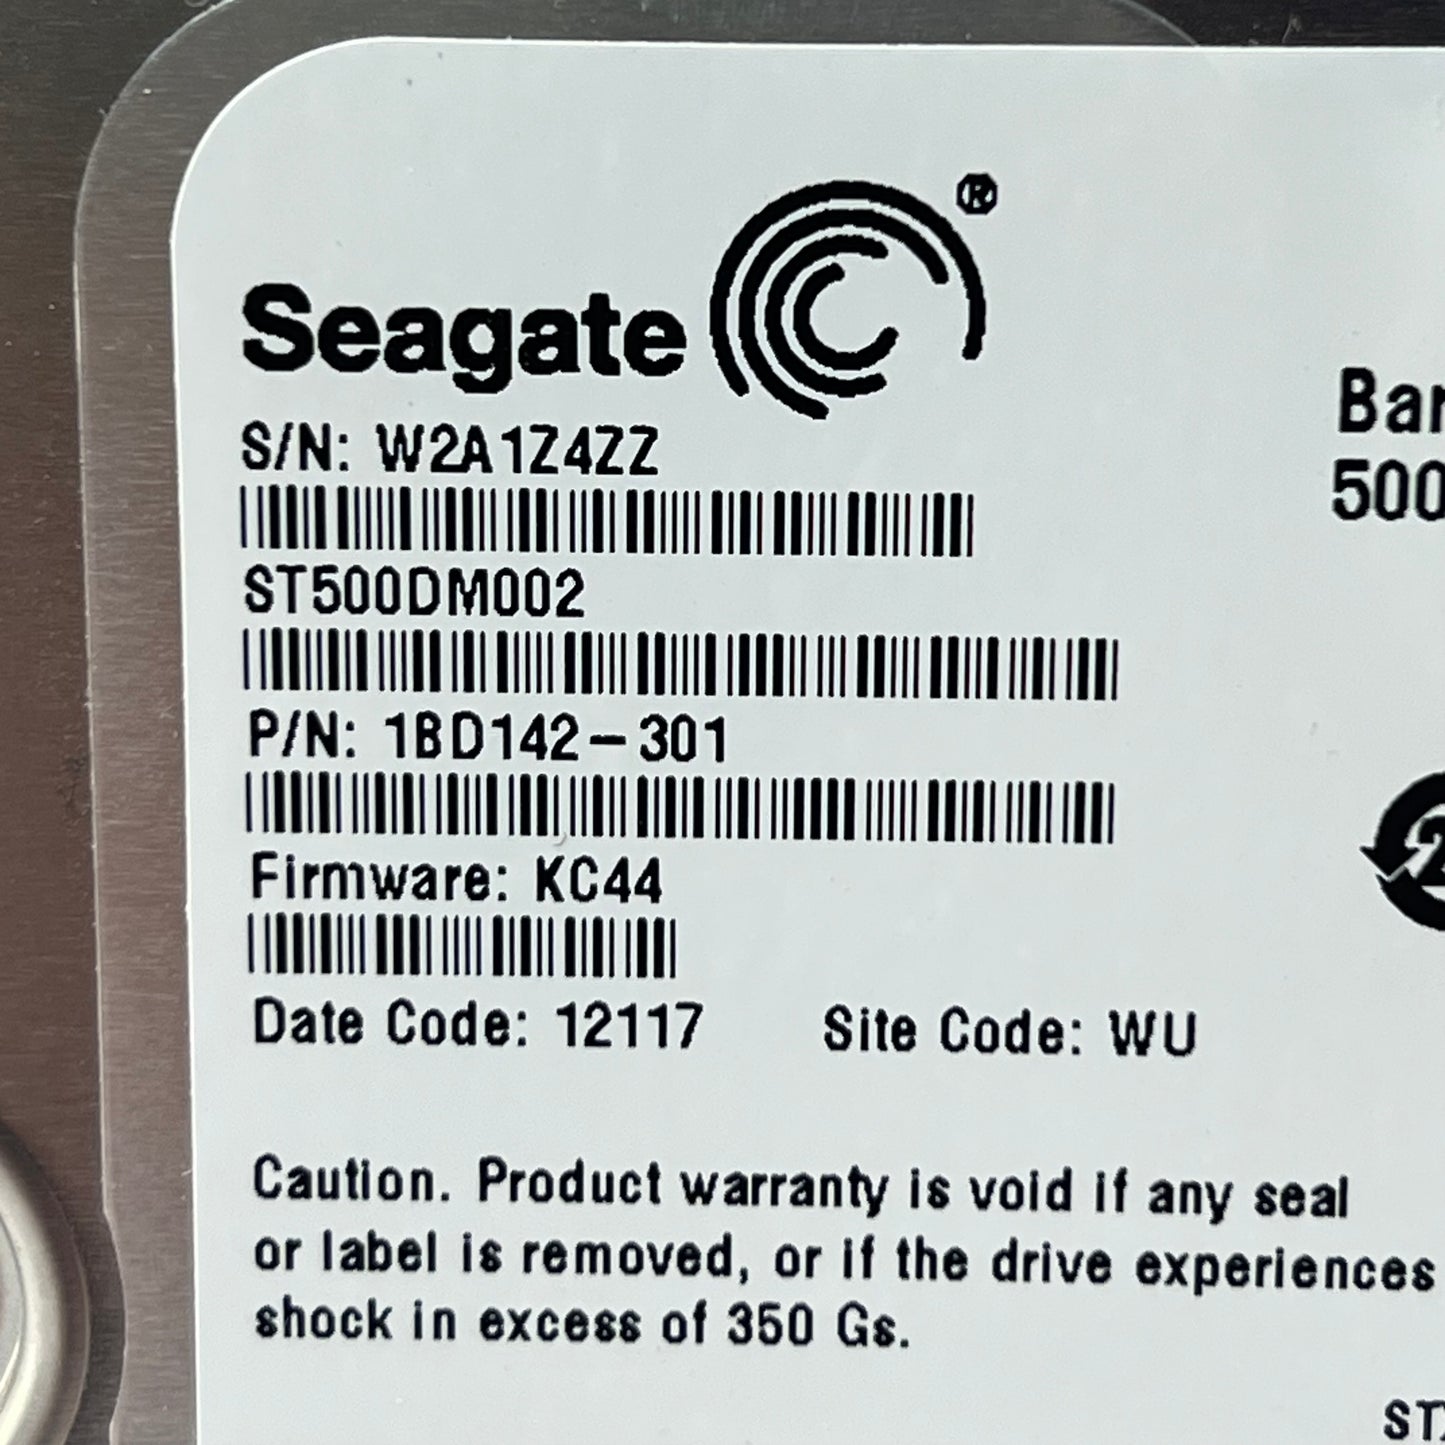 Seagate ®
S/N: W2A1Z4ZZ
500
ST500DM002
P/N: 1BD142-301
Firmware: KC44
Date Code: 12117 Site Code: WU
Caution. Product warranty is void if any seal
or label is removed, or if the drive experiences
shock in excess of 350 Gs.